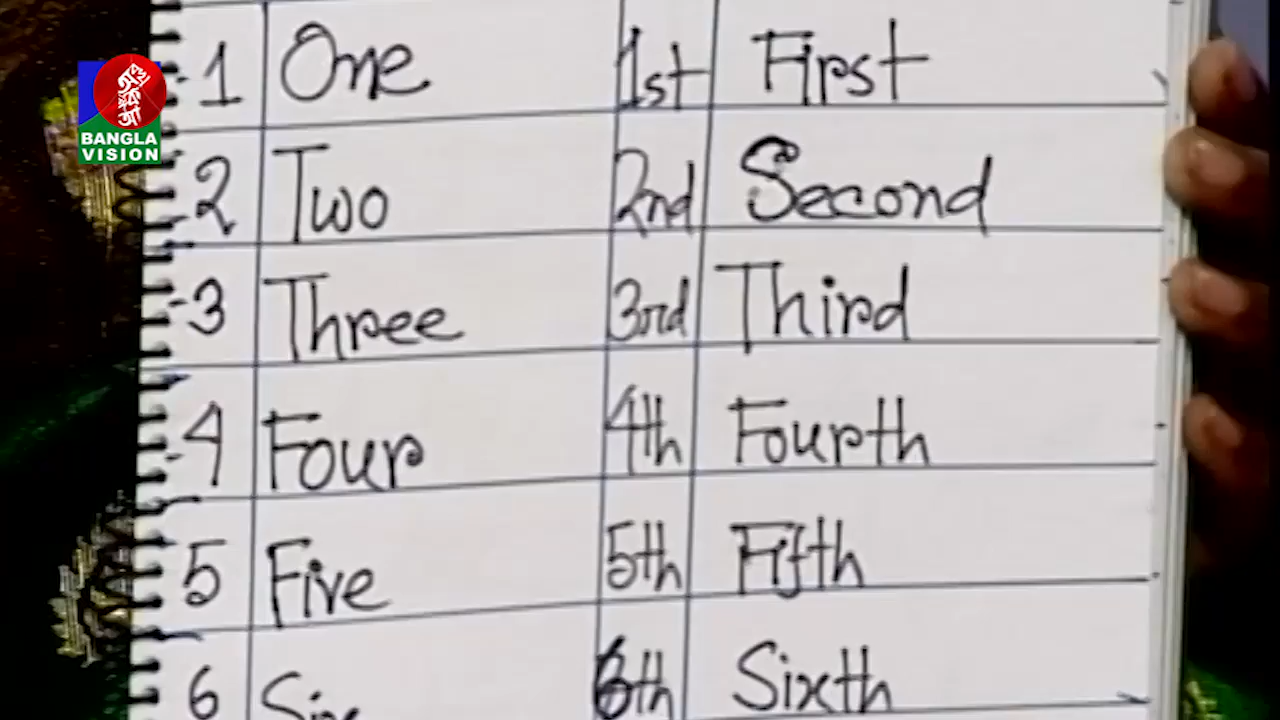 1 One 1st First
2 Two 2nd Second
3 Three 3rd Third
4 Four 4th Fourth
5 Five 5th Fifth
6 Six 6th Sixth
BANGLA
VISION